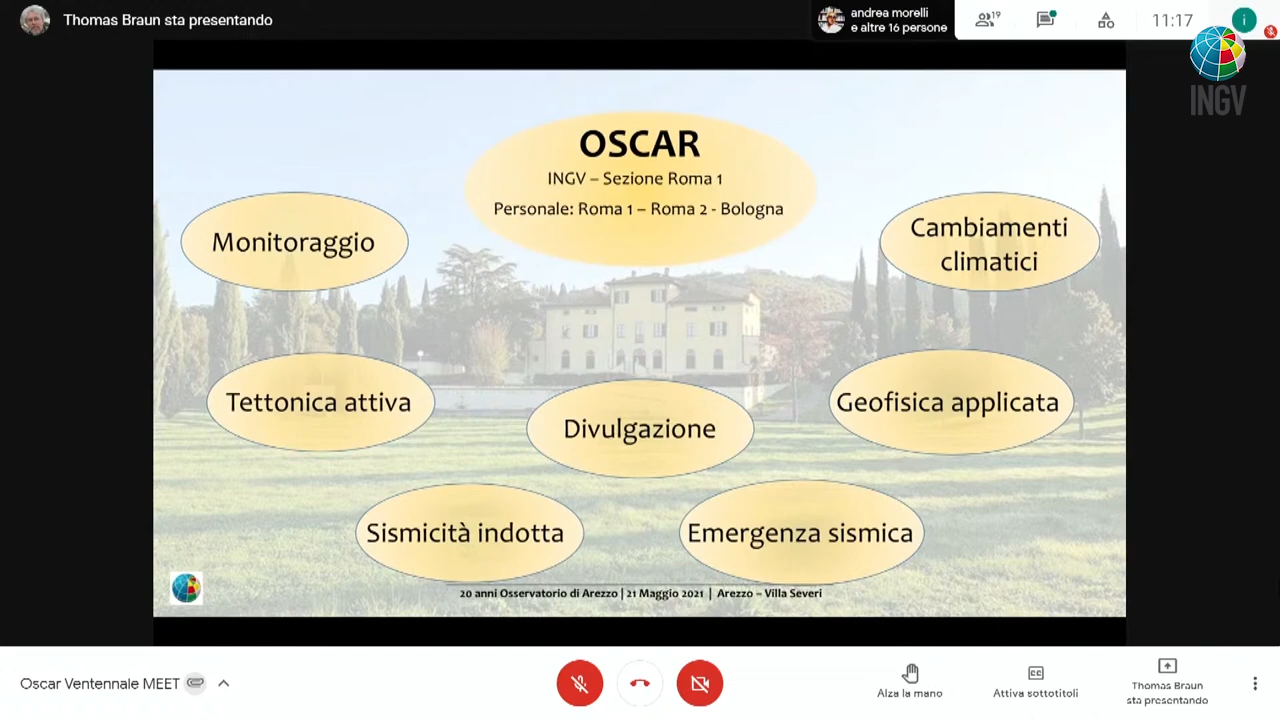 Thomas Braun sta presentando
andrea morelli
e altre 16 persone
19
11:17
i
INGV
OSCAR
INGV – Sezione Roma 1
Personale: Roma 1 – Roma 2 - Bologna
Monitoraggio
Cambiamenti
climatici
Tettonica attiva
Divulgazione
Geofisica applicata
Sismicità indotta
Emergenza sismica
20 anni Osservatorio di Arezzo | 21 Maggio 2021 | Arezzo – Villa Severi
Oscar Ventennale MEET
Alza la mano
CC
Attiva sottotitoli
Thomas Braun
sta presentando